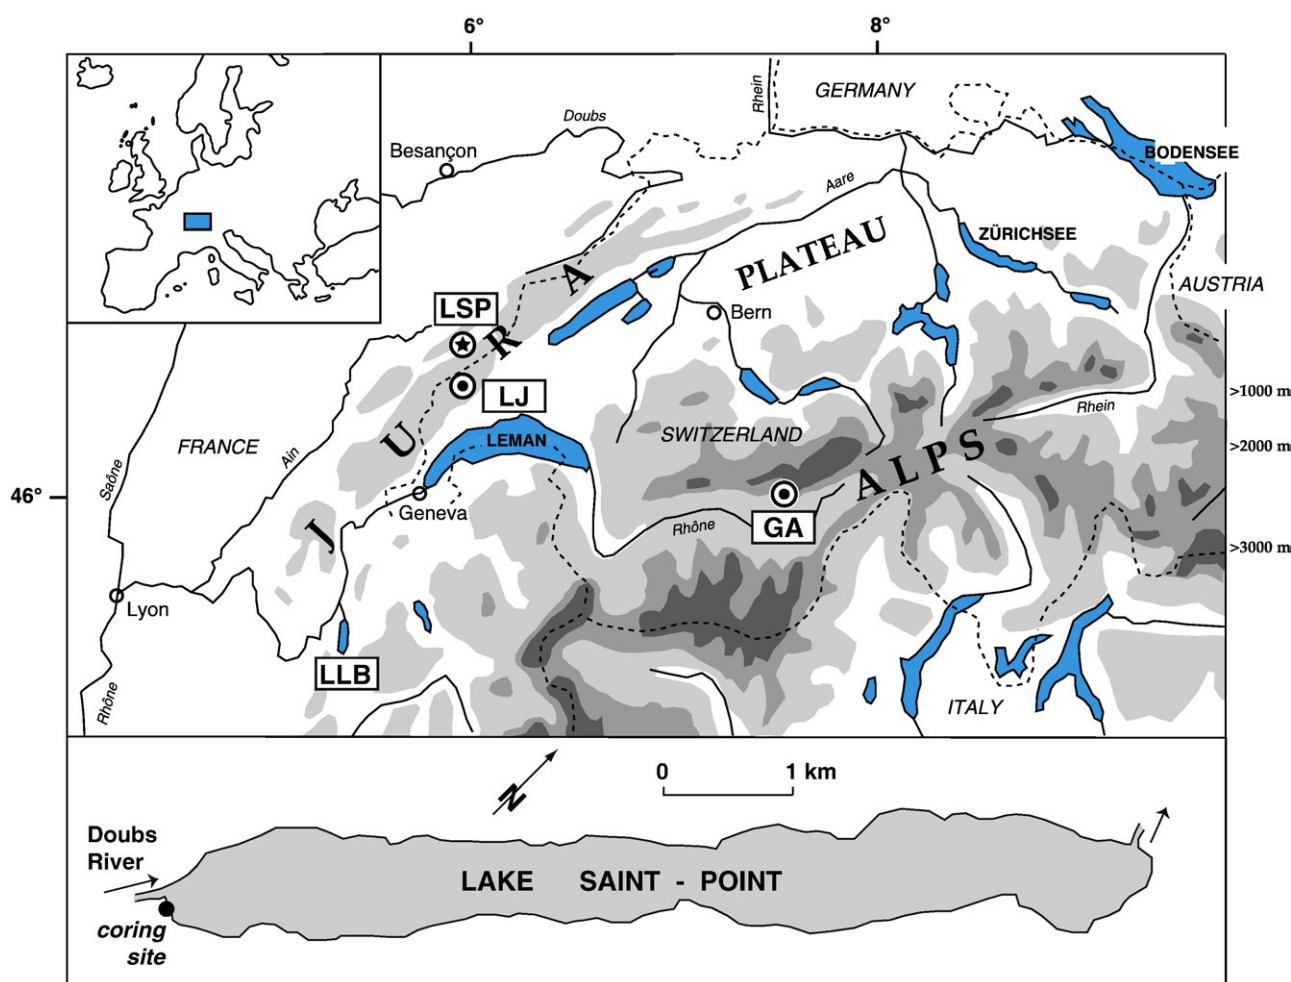 6°
8°
Rhein
GERMANY
Doubs
Besançon
BODENSEE
Aare
ZÜRICHSEE
PLATEAU
AUSTRIA
LSP
Bern
JURA
>1000 m
LJ
Rhein
FRANCE
Ain
LEMAN
SWITZERLAND
>2000 m
ALPS
Saône
46°
Geneva
Rhône
GA
>3000 m
Lyon
LLB
Rhône
ITALY
N
0 1 km
Doubs
River
LAKE SAINT - POINT
coring
site